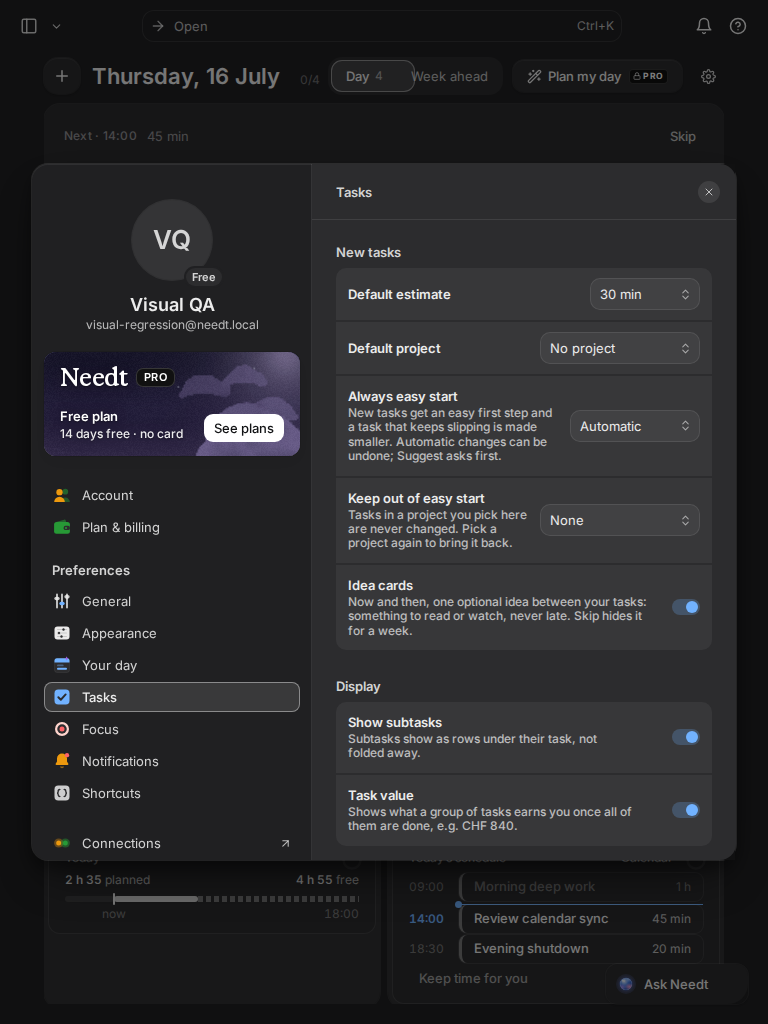 Open
Ctrl+K
Thursday, 16 July
0/4
Day 4
Week ahead
Plan my day
PRO
Next · 14:00 45 min
Skip
VQ
Free
Visual QA
visual-regression@needt.local
Needt PRO
Free plan
14 days free · no card
See plans
Account
Plan & billing
Preferences
General
Appearance
Your day
Tasks
Focus
Notifications
Shortcuts
Connections
Tasks
New tasks
Default estimate
30 min
Default project
No project
Always easy start
New tasks get an easy first step and
a task that keeps slipping is made
smaller. Automatic changes can be
undone; Suggest asks first.
Automatic
Keep out of easy start
Tasks in a project you pick here
are never changed. Pick a
project again to bring it back.
None
Idea cards
Now and then, one optional idea between your tasks:
something to read or watch, never late. Skip hides it
for a week.
Display
Show subtasks
Subtasks show as rows under their task, not
folded away.
Task value
Shows what a group of tasks earns you once all of
them are done, e.g. CHF 840.
2 h 35 planned
4 h 55 free
now
18:00
09:00 Morning deep work 1 h
14:00 Review calendar sync 45 min
18:30 Evening shutdown 20 min
Keep time for you
Ask Needt